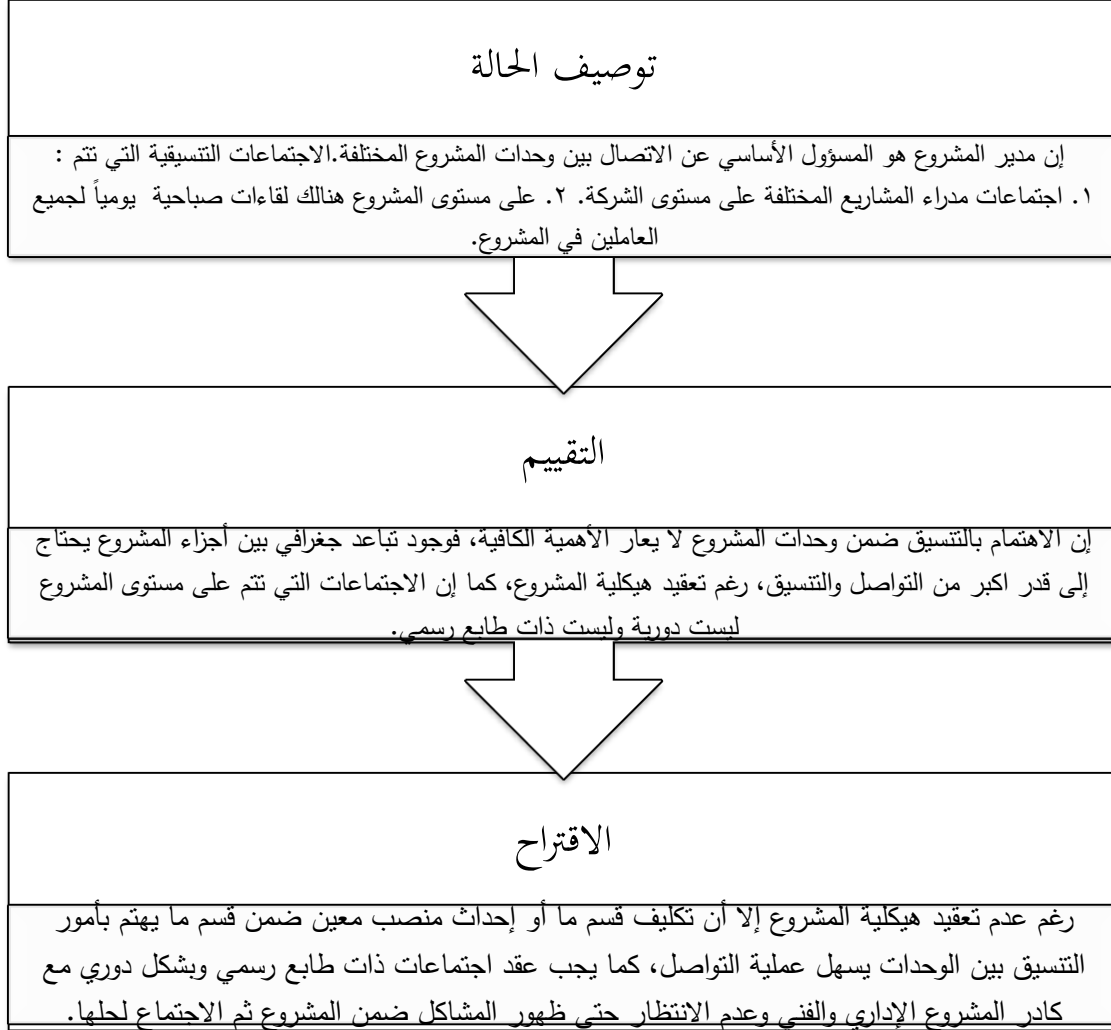 توصيف الحالة
إن مدير المشروع هو المسؤول الأساسي عن الاتصال بين وحدات المشروع المختلفة.الاجتماعات التنسيقية التي تتم :
١. اجتماعات مدراء المشاريع المختلفة على مستوى الشركة. ٢. على مستوى المشروع هنالك لقاءات صباحية يومياً لجميع
العاملين في المشروع.
التقييم
إن الاهتمام بالتنسيق ضمن وحدات المشروع لا يعار الأهمية الكافية، فوجود تباعد جغرافي بين أجزاء المشروع يحتاج
إلى قدر اكبر من التواصل والتنسيق، رغم تعقيد هيكلية المشروع، كما إن الاجتماعات التي تتم على مستوى المشروع
ليست دورية وليست ذات طابع رسمي.
الاقتراح
رغم عدم تعقيد هيكلية المشروع إلا أن تكليف قسم ما أو إحداث منصب معين ضمن قسم ما يهتم بأمور
التنسيق بين الوحدات يسهل عملية التواصل، كما يجب عقد اجتماعات ذات طابع رسمي وبشكل دوري مع
كادر المشروع الإداري والفني وعدم الانتظار حتى ظهور المشاكل ضمن المشروع ثم الاجتماع لحلها.